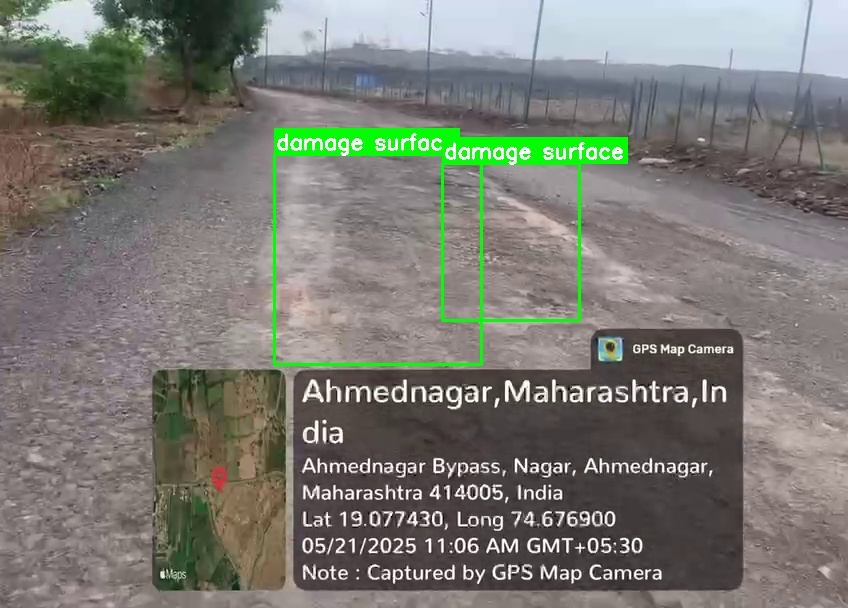 damage surfac
damage surface
GPS Map Camera
Ahmednagar,Maharashtra,In
dia
Ahmednagar Bypass, Nagar, Ahmednagar,
Maharashtra 414005, India
Lat 19.077430, Long 74.676900
05/21/2025 11:06 AM GMT+05:30
Note : Captured by GPS Map Camera
Maps